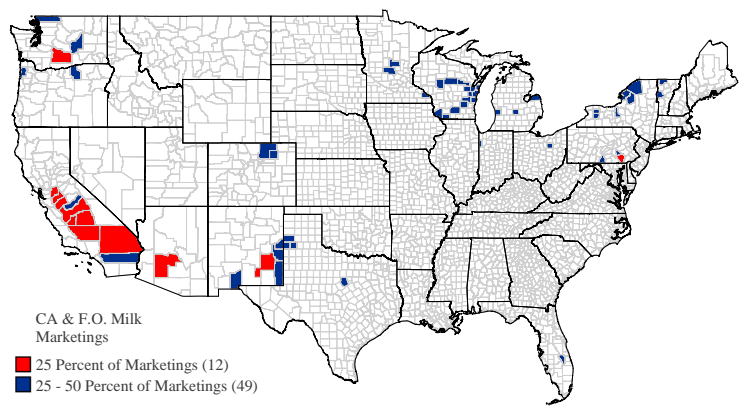 CA & F.O. Milk
Marketings
25 Percent of Marketings (12)
25 - 50 Percent of Marketings (49)